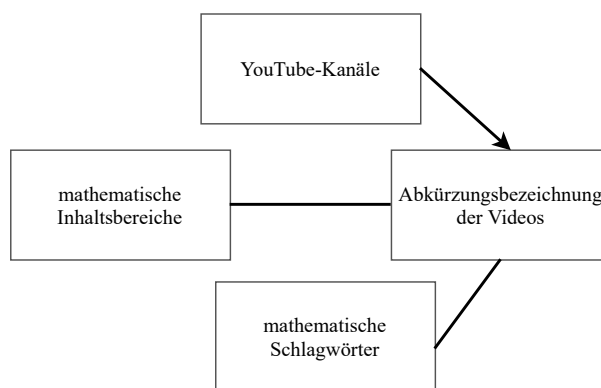 YouTube-Kanäle
mathematische
Inhaltsbereiche
Abkürzungsbezeichnung
der Videos
mathematische
Schlagwörter